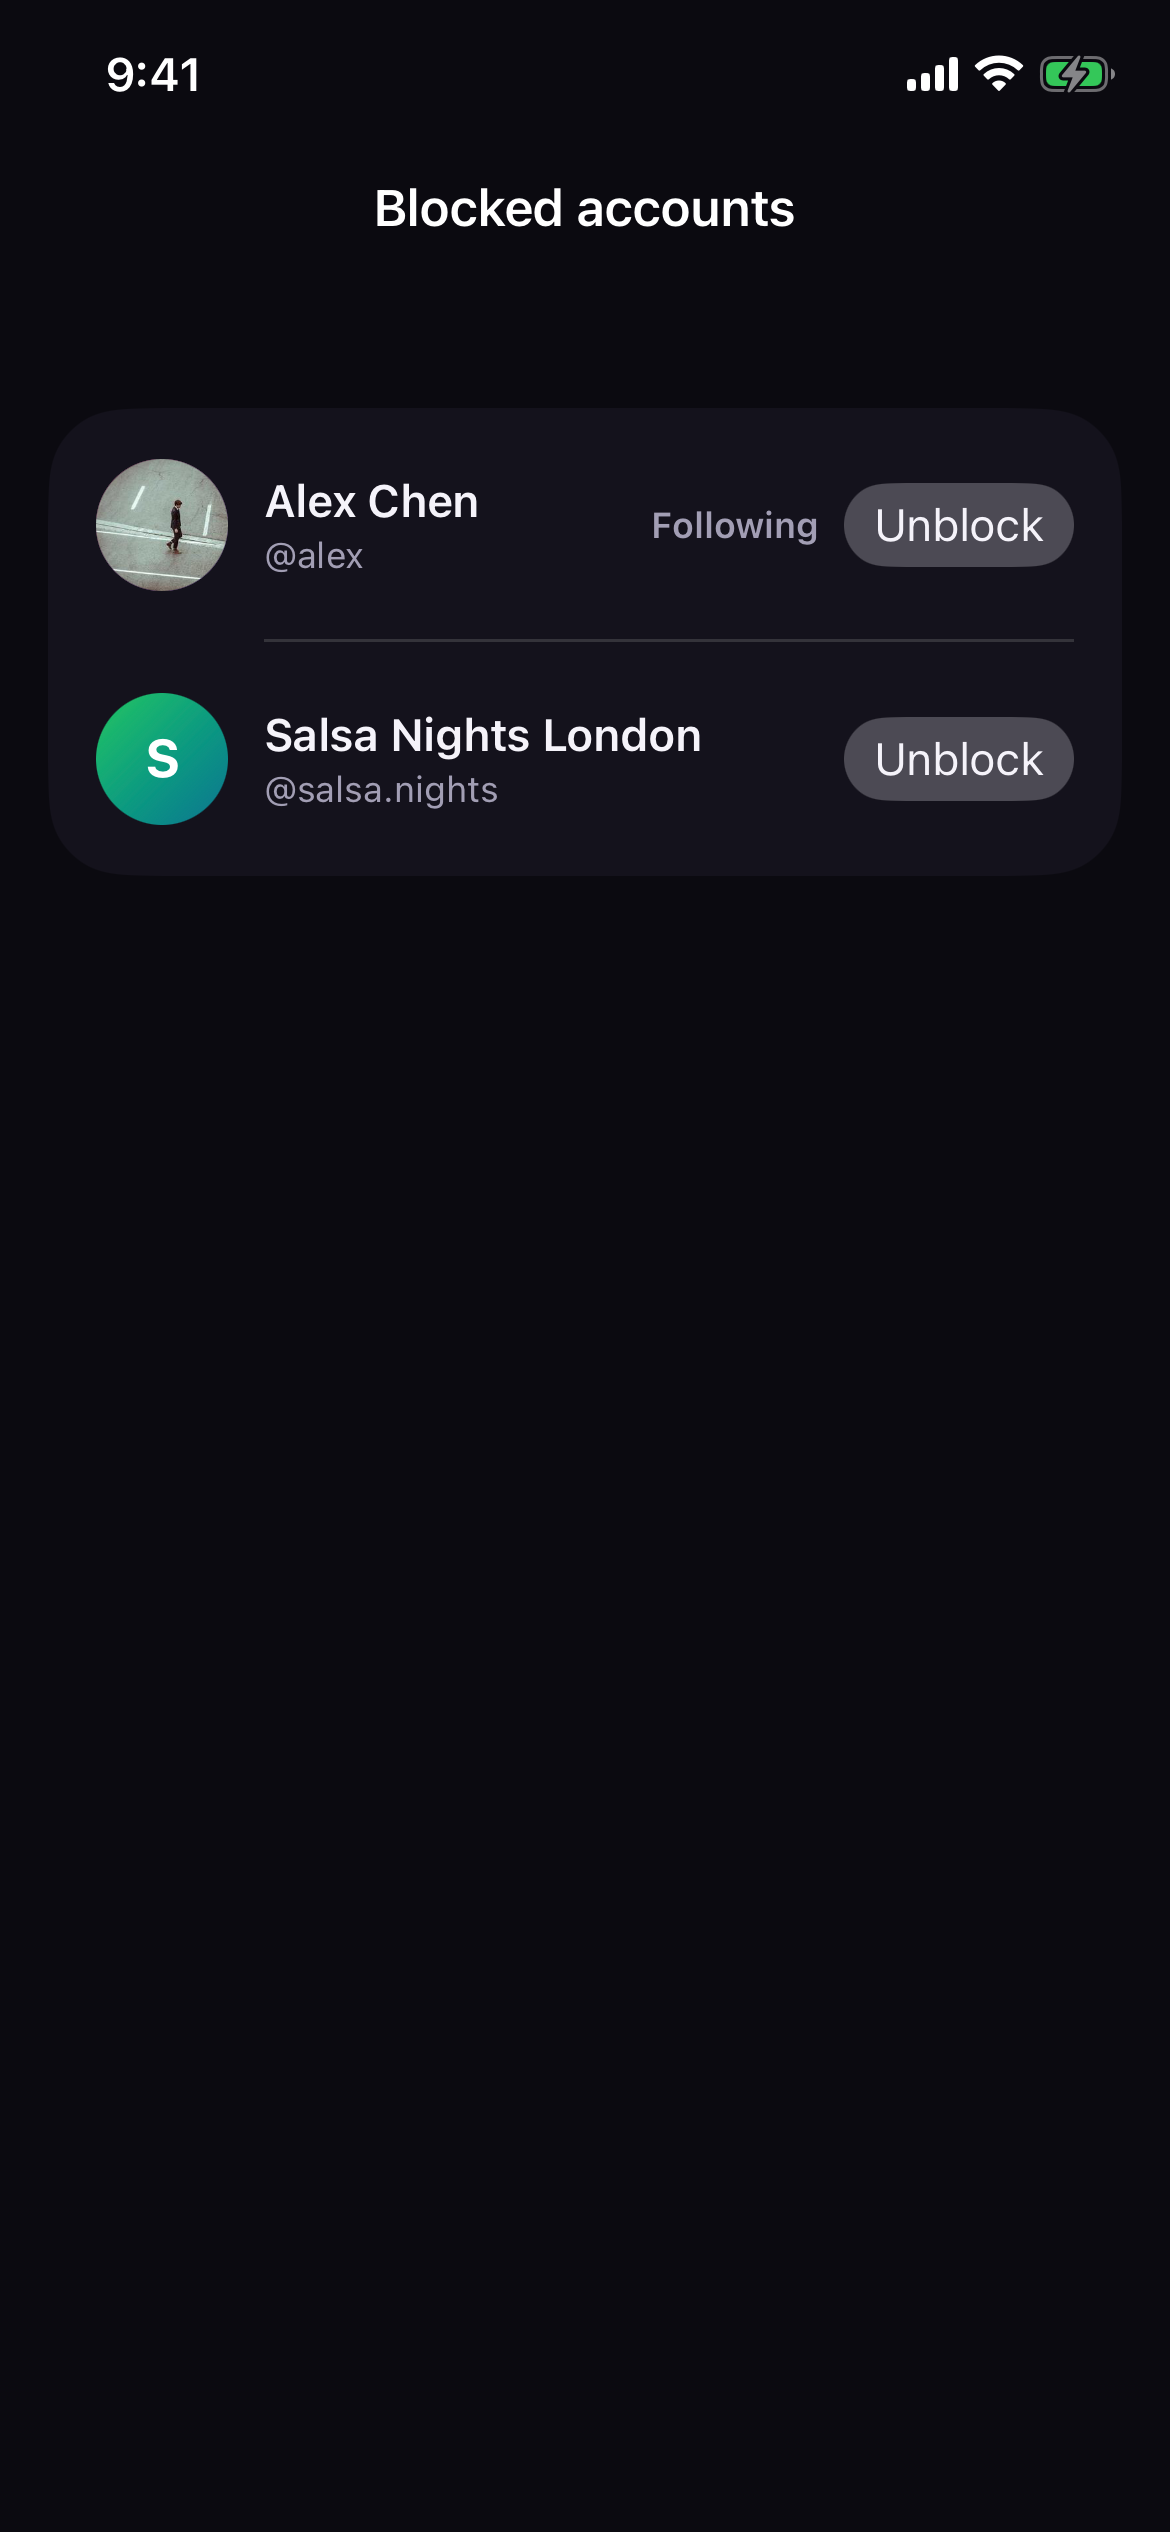 9:41
Blocked accounts
Alex Chen
@alex
Following
Unblock
S
Salsa Nights London
@salsa.nights
Unblock